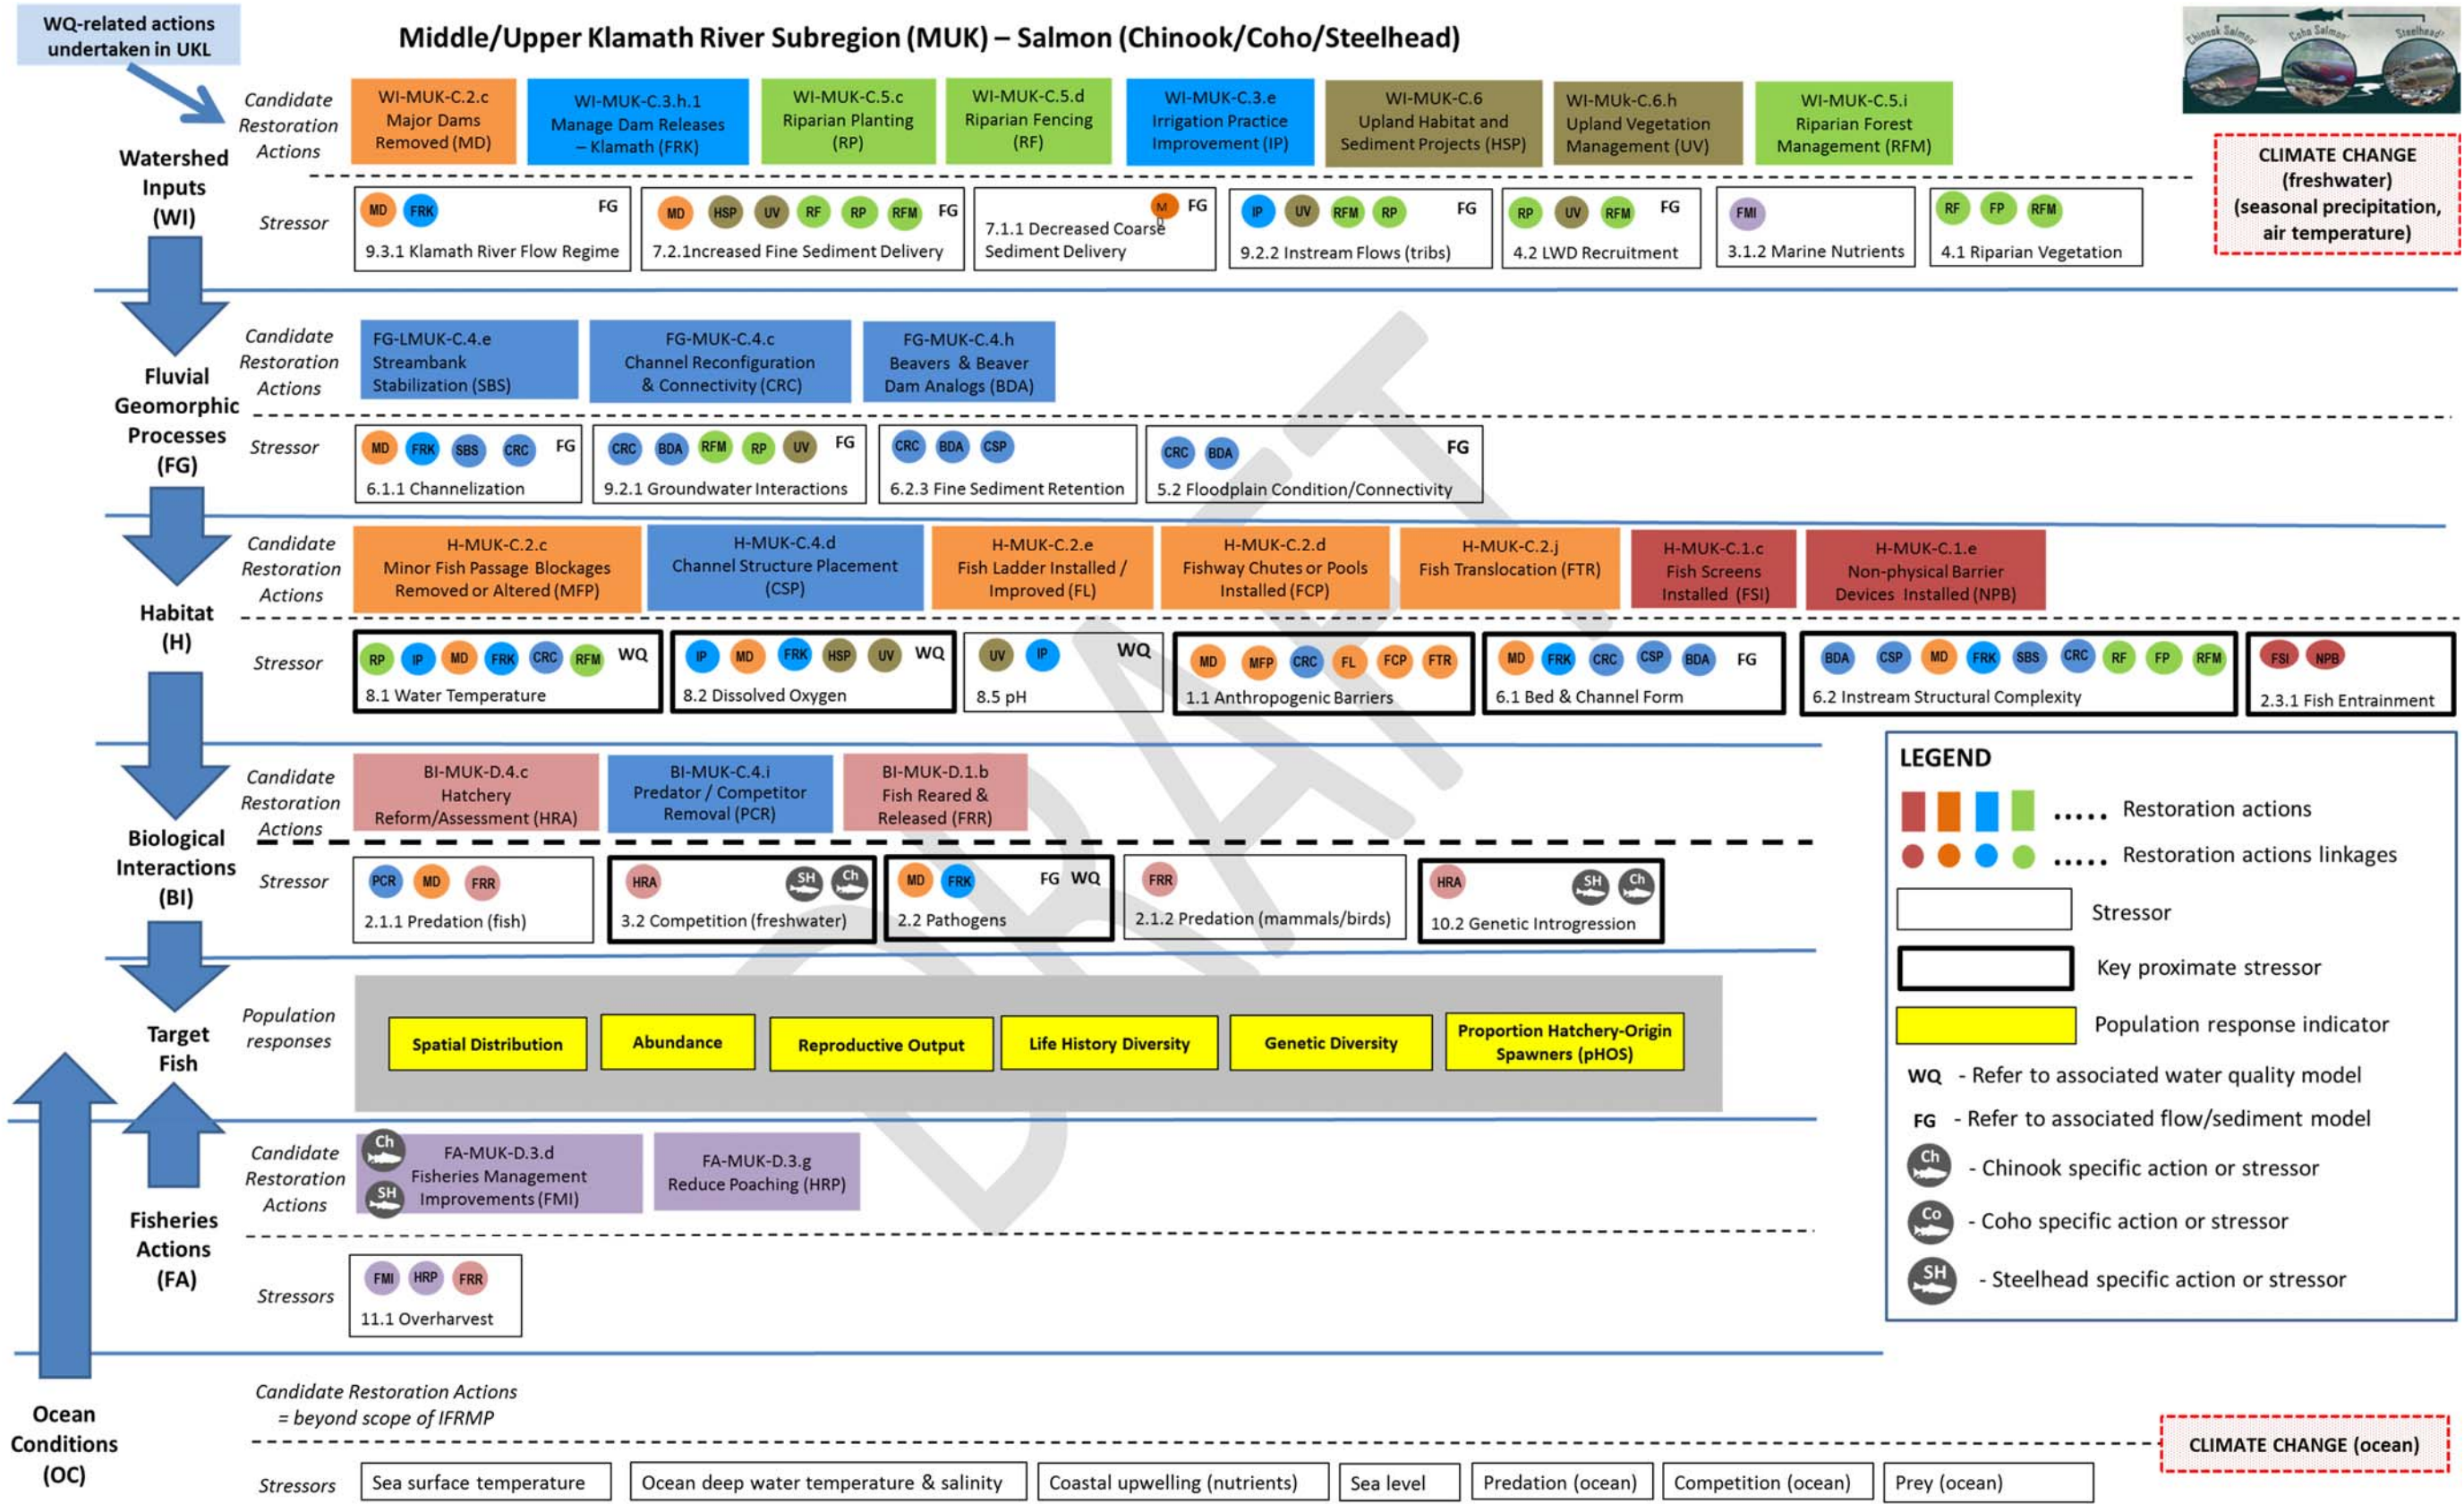 WQ-related actions
undertaken in UKL
Middle/Upper Klamath River Subregion (MUK) – Salmon (Chinook/Coho/Steelhead)
Chinook Salmon
Coho Salmon
Steelhead
Candidate
Restoration
Actions
WI-MUK-C.2.c
Major Dams
Removed (MD)
WI-MUK-C.3.h.1
Manage Dam Releases
– Klamath (FRK)
WI-MUK-C.5.c
Riparian Planting
(RP)
WI-MUK-C.5.d
Riparian Fencing
(RF)
WI-MUK-C.3.e
Irrigation Practice
Improvement (IP)
WI-MUK-C.6
Upland Habitat and
Sediment Projects (HSP)
WI-MUk-C.6.h
Upland Vegetation
Management (UV)
WI-MUK-C.5.i
Riparian Forest
Management (RFM)
CLIMATE CHANGE
(freshwater)
(seasonal precipitation,
air temperature)
Watershed
Inputs
(WI)
Stressor
MD FRK FG
9.3.1 Klamath River Flow Regime
MD HSP UV RF RP RFM FG
7.2.1ncreased Fine Sediment Delivery
M FG
7.1.1 Decreased Coarse
Sediment Delivery
IP UV RFM RP FG
9.2.2 Instream Flows (tribs)
RP UV RFM FG
4.2 LWD Recruitment
FMI
3.1.2 Marine Nutrients
RF FP RFM
4.1 Riparian Vegetation
Candidate
Restoration
Actions
FG-LMUK-C.4.e
Streambank
Stabilization (SBS)
FG-MUK-C.4.c
Channel Reconfiguration
& Connectivity (CRC)
FG-MUK-C.4.h
Beavers & Beaver
Dam Analogs (BDA)
Fluvial
Geomorphic
Processes
(FG)
Stressor
MD FRK SBS CRC FG
6.1.1 Channelization
CRC BDA RFM RP UV FG
9.2.1 Groundwater Interactions
CRC BDA CSP
6.2.3 Fine Sediment Retention
CRC BDA FG
5.2 Floodplain Condition/Connectivity
Candidate
Restoration
Actions
H-MUK-C.2.c
Minor Fish Passage Blockages
Removed or Altered (MFP)
H-MUK-C.4.d
Channel Structure Placement
(CSP)
H-MUK-C.2.e
Fish Ladder Installed /
Improved (FL)
H-MUK-C.2.d
Fishway Chutes or Pools
Installed (FCP)
H-MUK-C.2.j
Fish Translocation (FTR)
H-MUK-C.1.c
Fish Screens
Installed (FSI)
H-MUK-C.1.e
Non-physical Barrier
Devices Installed (NPB)
Habitat
(H)
Stressor
RP IP MD FRK CRC RFM WQ
8.1 Water Temperature
IP MD FRK HSP UV WQ
8.2 Dissolved Oxygen
UV IP WQ
8.5 pH
MD MFP CRC FL FCP FTR
1.1 Anthropogenic Barriers
MD FRK CRC CSP BDA FG
6.1 Bed & Channel Form
BDA CSP MD FRK SBS CRC RF FP RFM
6.2 Instream Structural Complexity
FSI NPB
2.3.1 Fish Entrainment
Candidate
Restoration
Actions
BI-MUK-D.4.c
Hatchery
Reform/Assessment (HRA)
BI-MUK-C.4.i
Predator / Competitor
Removal (PCR)
BI-MUK-D.1.b
Fish Reared &
Released (FRR)
Biological
Interactions
(BI)
Stressor
PCR MD FRR
2.1.1 Predation (fish)
HRA SH Ch
3.2 Competition (freshwater)
MD FRK FG WQ
2.2 Pathogens
FRR
2.1.2 Predation (mammals/birds)
HRA SH Ch
10.2 Genetic Introgression
LEGEND
..... Restoration actions
..... Restoration actions linkages
Stressor
Key proximate stressor
Population response indicator
WQ - Refer to associated water quality model
FG - Refer to associated flow/sediment model
Ch - Chinook specific action or stressor
Co - Coho specific action or stressor
SH - Steelhead specific action or stressor
Target
Fish
Population
responses
Spatial Distribution
Abundance
Reproductive Output
Life History Diversity
Genetic Diversity
Proportion Hatchery-Origin
Spawners (pHOS)
Candidate
Restoration
Actions
Ch
SH
FA-MUK-D.3.d
Fisheries Management
Improvements (FMI)
FA-MUK-D.3.g
Reduce Poaching (HRP)
Fisheries
Actions
(FA)
Stressors
FMI HRP FRR
11.1 Overharvest
Candidate Restoration Actions
= beyond scope of IFRMP
Ocean
Conditions
(OC)
CLIMATE CHANGE (ocean)
Stressors
Sea surface temperature
Ocean deep water temperature & salinity
Coastal upwelling (nutrients)
Sea level
Predation (ocean)
Competition (ocean)
Prey (ocean)
DRAFT